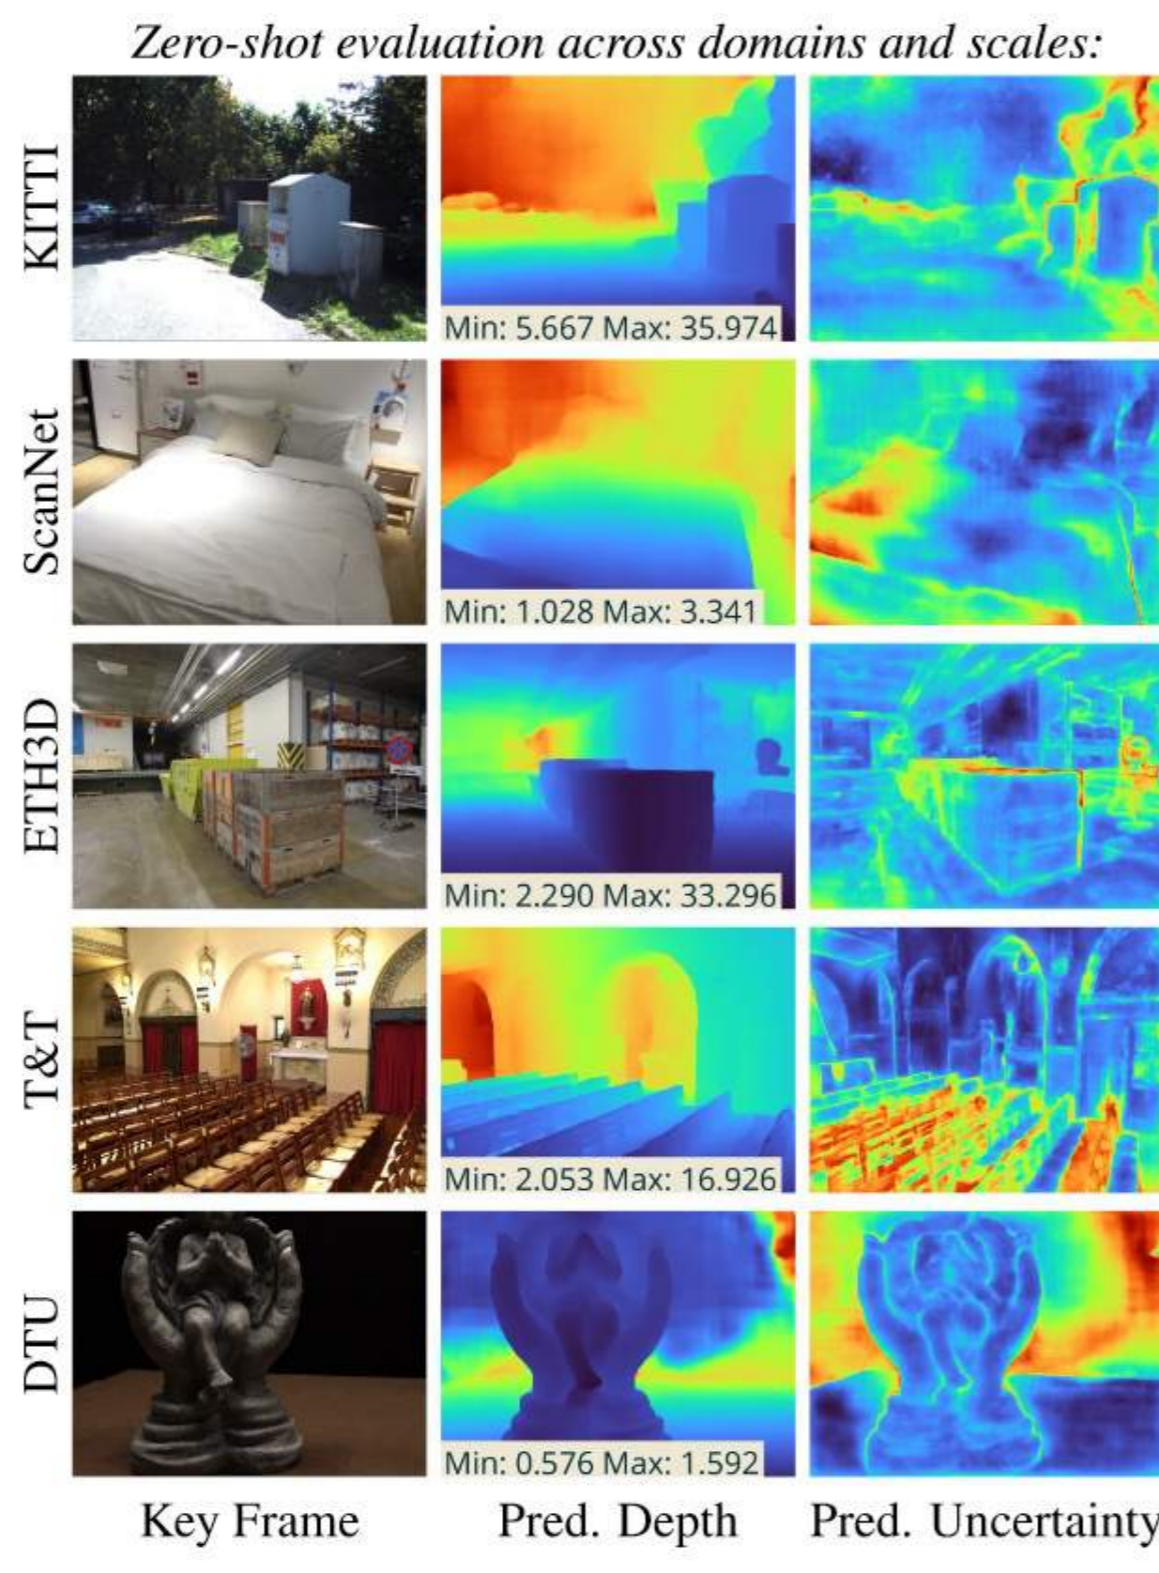 Zero-shot evaluation across domains and scales:
KITTI
Min: 5.667 Max: 35.974
ScanNet
Min: 1.028 Max: 3.341
ETH3D
Min: 2.290 Max: 33.296
T&T
Min: 2.053 Max: 16.926
DTU
Min: 0.576 Max: 1.592
Key Frame Pred. Depth Pred. Uncertainty